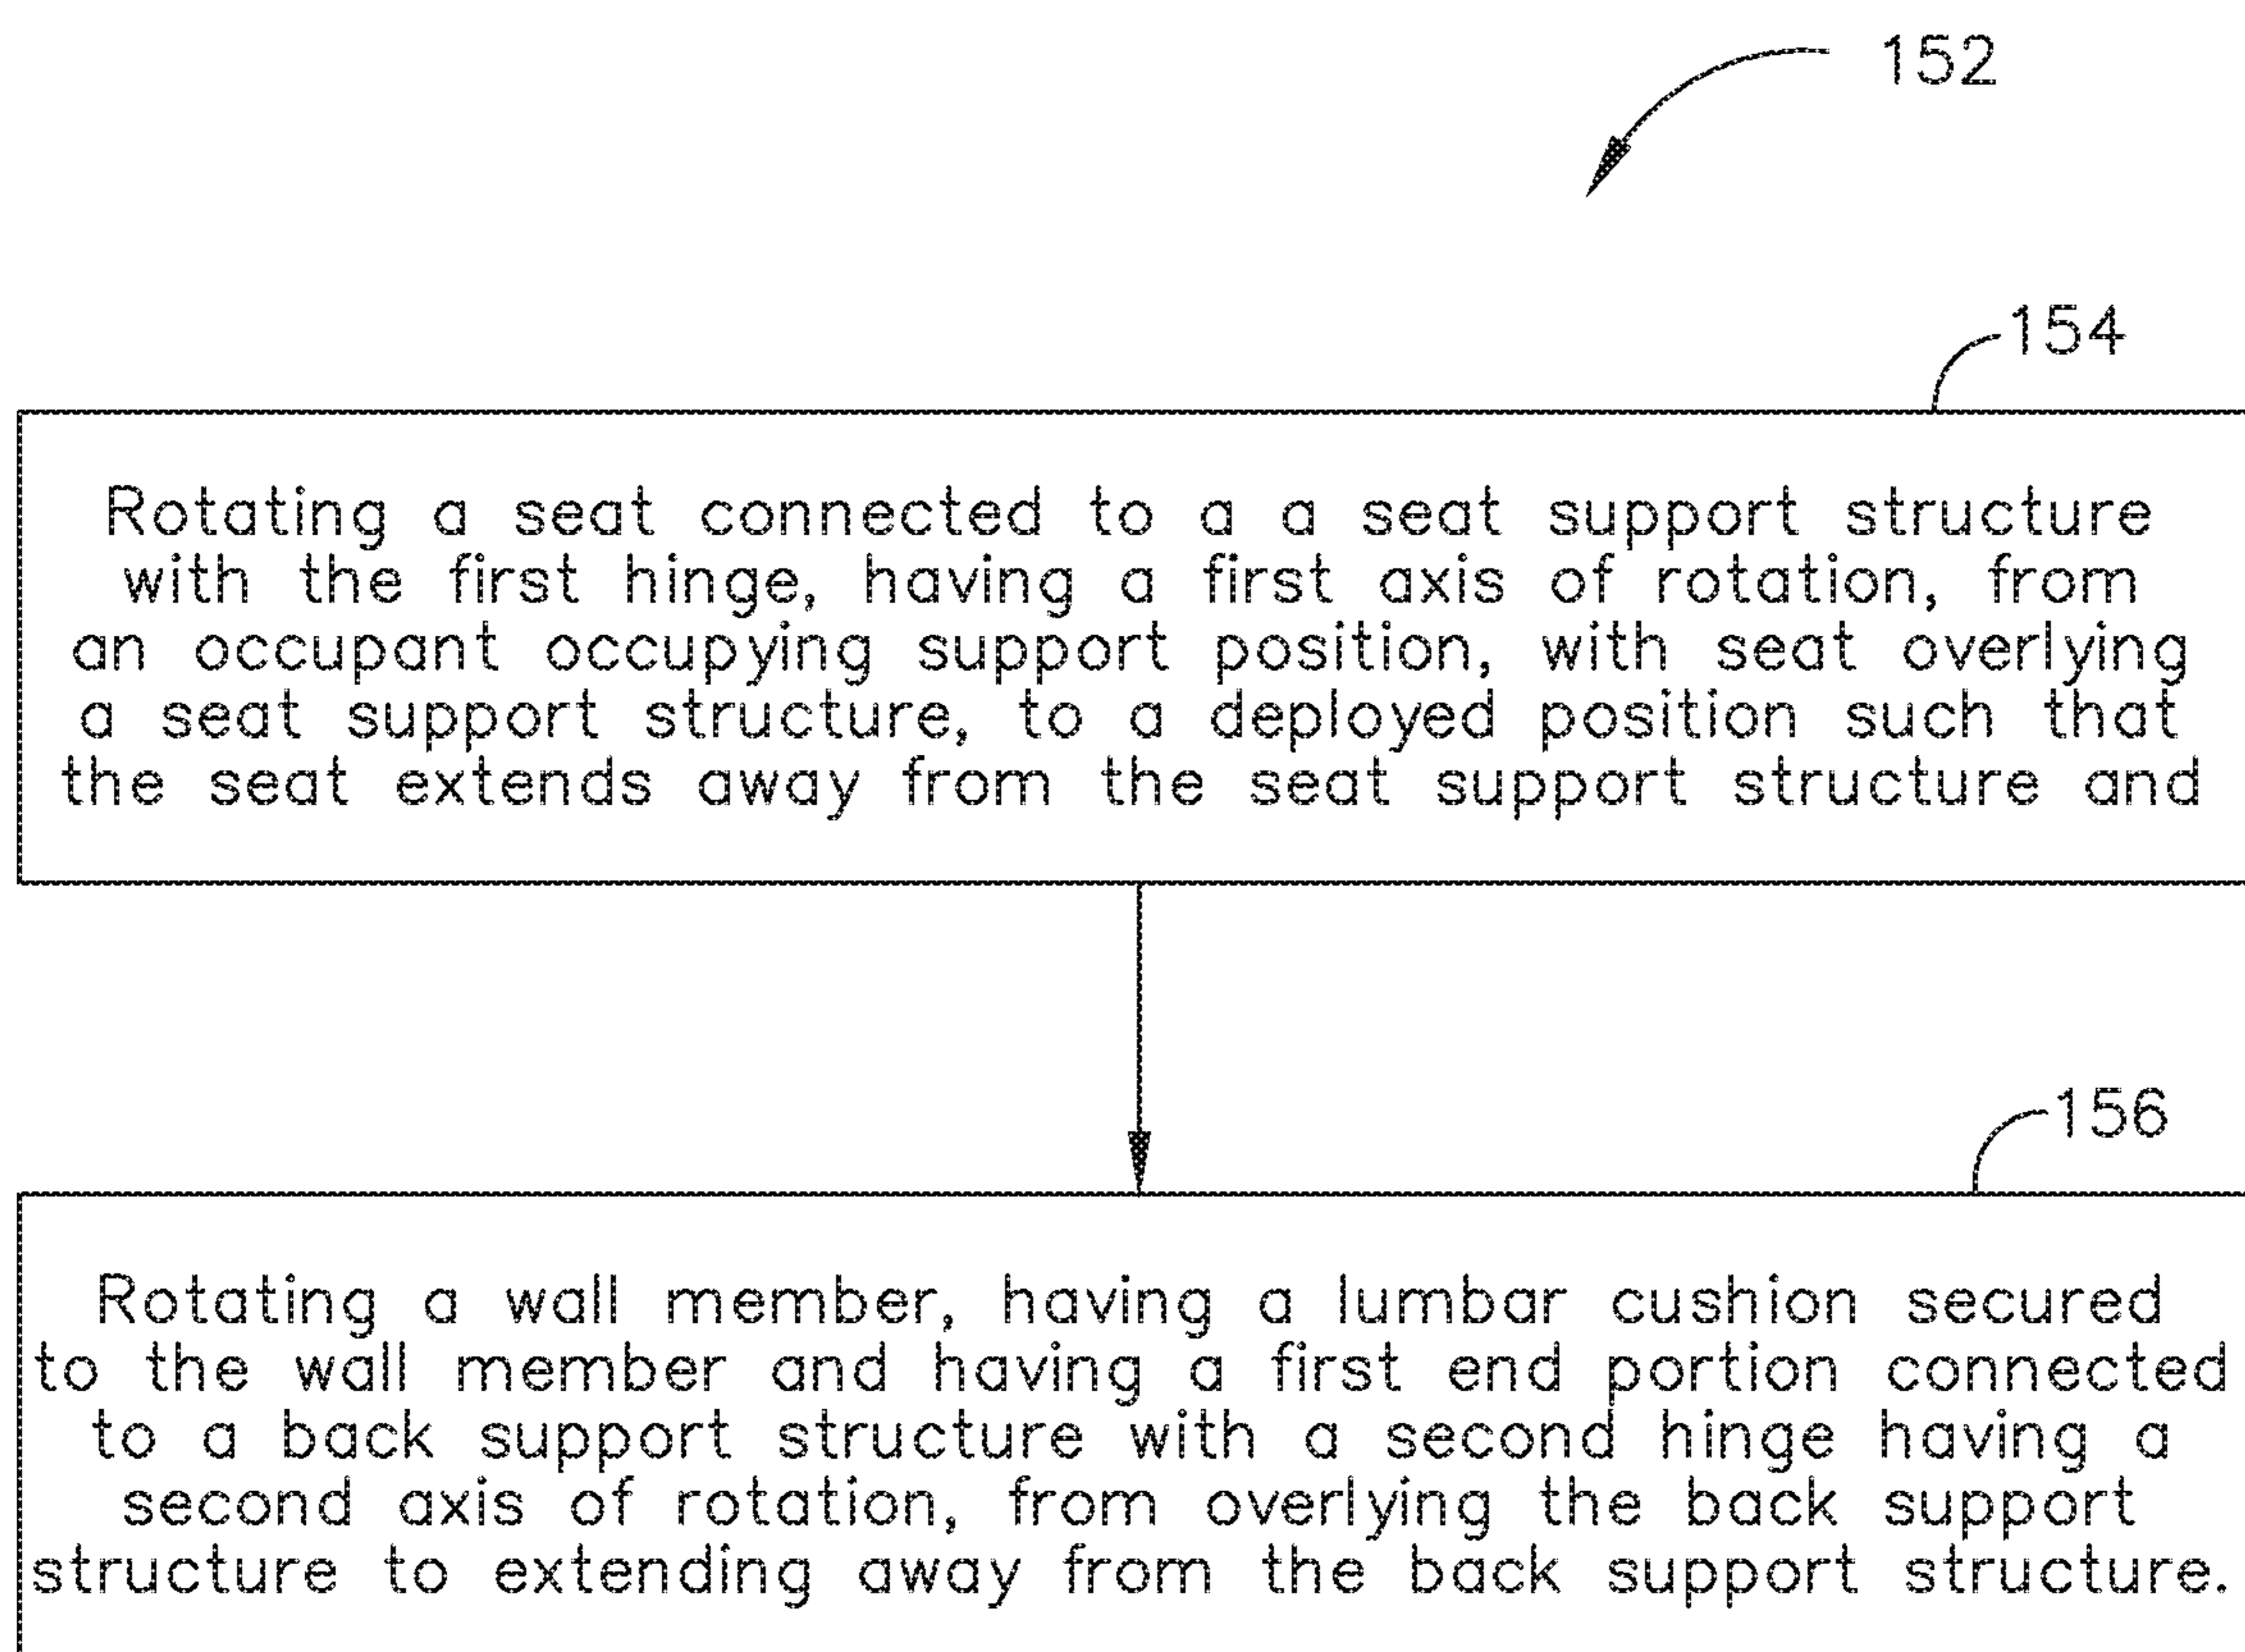 152
154
Rotating a seat connected to a a seat support structure
with the first hinge, having a first axis of rotation, from
an occupant occupying support position, with seat overlying
a seat support structure, to a deployed position such that
the seat extends away from the seat support structure and
156
Rotating a wall member, having a lumbar cushion secured
to the wall member and having a first end portion connected
to a back support structure with a second hinge having a
second axis of rotation, from overlying the back support
structure to extending away from the back support structure.